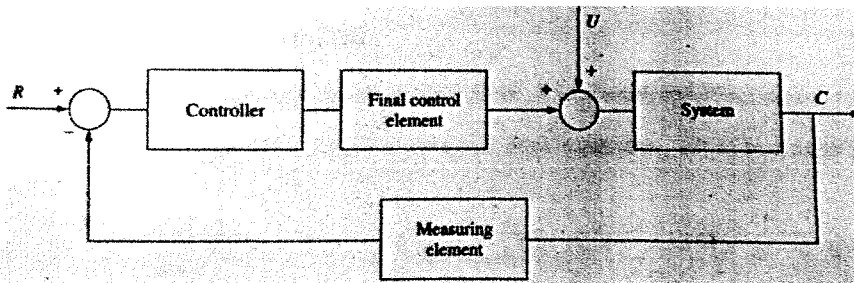 U
R
+
−
Controller
Final control
element
+
+
System
C
Measuring
element